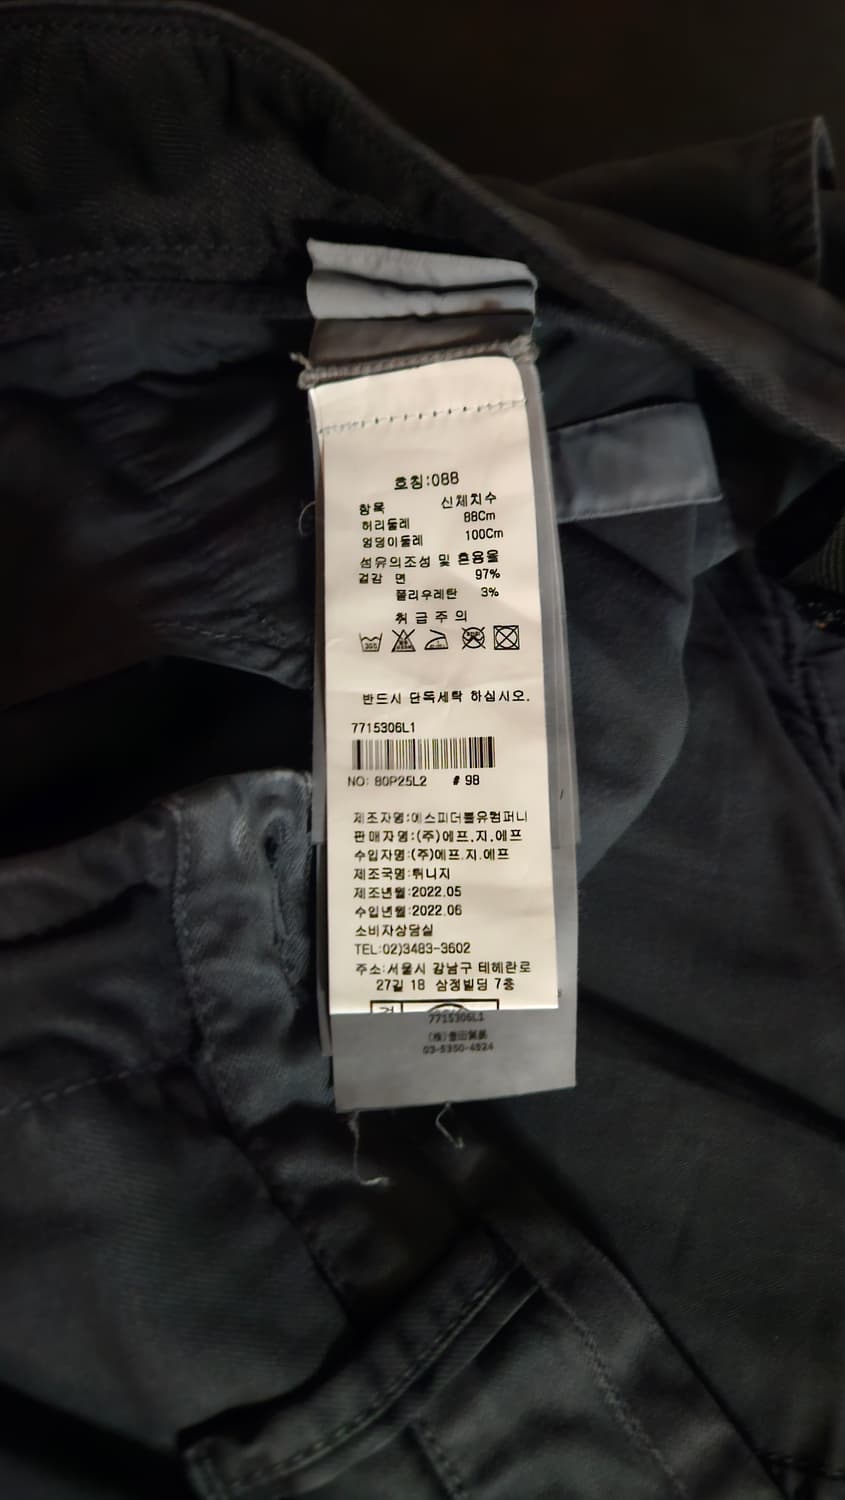 호칭:088
항목 신체치수
허리둘레 88Cm
엉덩이둘레 100Cm
섬유의조성 및 혼용율
겉감 면 97%
폴리우레탄 3%
취급주의
반드시 단독세탁 하십시오.
7715306L1
NO: 80P25L2 # 98
제조자명:에스피더블유컴퍼니
판매자명:(주)에프.지.에프
수입자명:(주)에프.지.에프
제조국명:튀니지
제조년월:2022.05
수입년월:2022.06
소비자상담실
TEL:02)3483-3602
주소:서울시 강남구 테헤란로
27길 18 삼정빌딩 7층
7715306L1
03-5350-4524